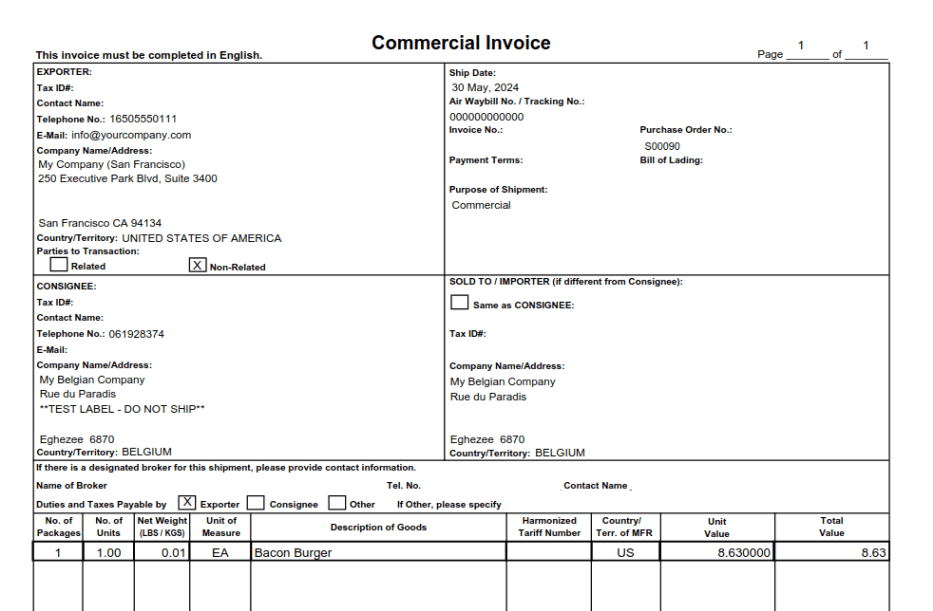 Commercial Invoice
This invoice must be completed in English.
Page 1 of 1
EXPORTER:
Tax ID#:
Contact Name:
Telephone No.: 16505550111
E-Mail: info@yourcompany.com
Company Name/Address:
My Company (San Francisco)
250 Executive Park Blvd, Suite 3400
San Francisco CA 94134
Country/Territory: UNITED STATES OF AMERICA
Parties to Transaction:
Related X Non-Related
Ship Date:
30 May, 2024
Air Waybill No. / Tracking No.:
000000000000
Invoice No.: Purchase Order No.:
S00090
Payment Terms: Bill of Lading:
Purpose of Shipment:
Commercial
CONSIGNEE:
Tax ID#:
Contact Name:
Telephone No.: 061928374
E-Mail:
Company Name/Address:
My Belgian Company
Rue du Paradis
**TEST LABEL - DO NOT SHIP**
Eghezee 6870
Country/Territory: BELGIUM
SOLD TO / IMPORTER (if different from Consignee):
Same as CONSIGNEE:
Tax ID#:
Company Name/Address:
My Belgian Company
Rue du Paradis
Eghezee 6870
Country/Territory: BELGIUM
If there is a designated broker for this shipment, please provide contact information.
Name of Broker Tel. No. Contact Name
Duties and Taxes Payable by X Exporter Consignee Other If Other, please specify
No. of Packages No. of Units Net Weight (LBS / KGS) Unit of Measure Description of Goods Harmonized Tariff Number Country/ Terr. of MFR Unit Value Total Value
1 1.00 0.01 EA Bacon Burger US 8.630000 8.63